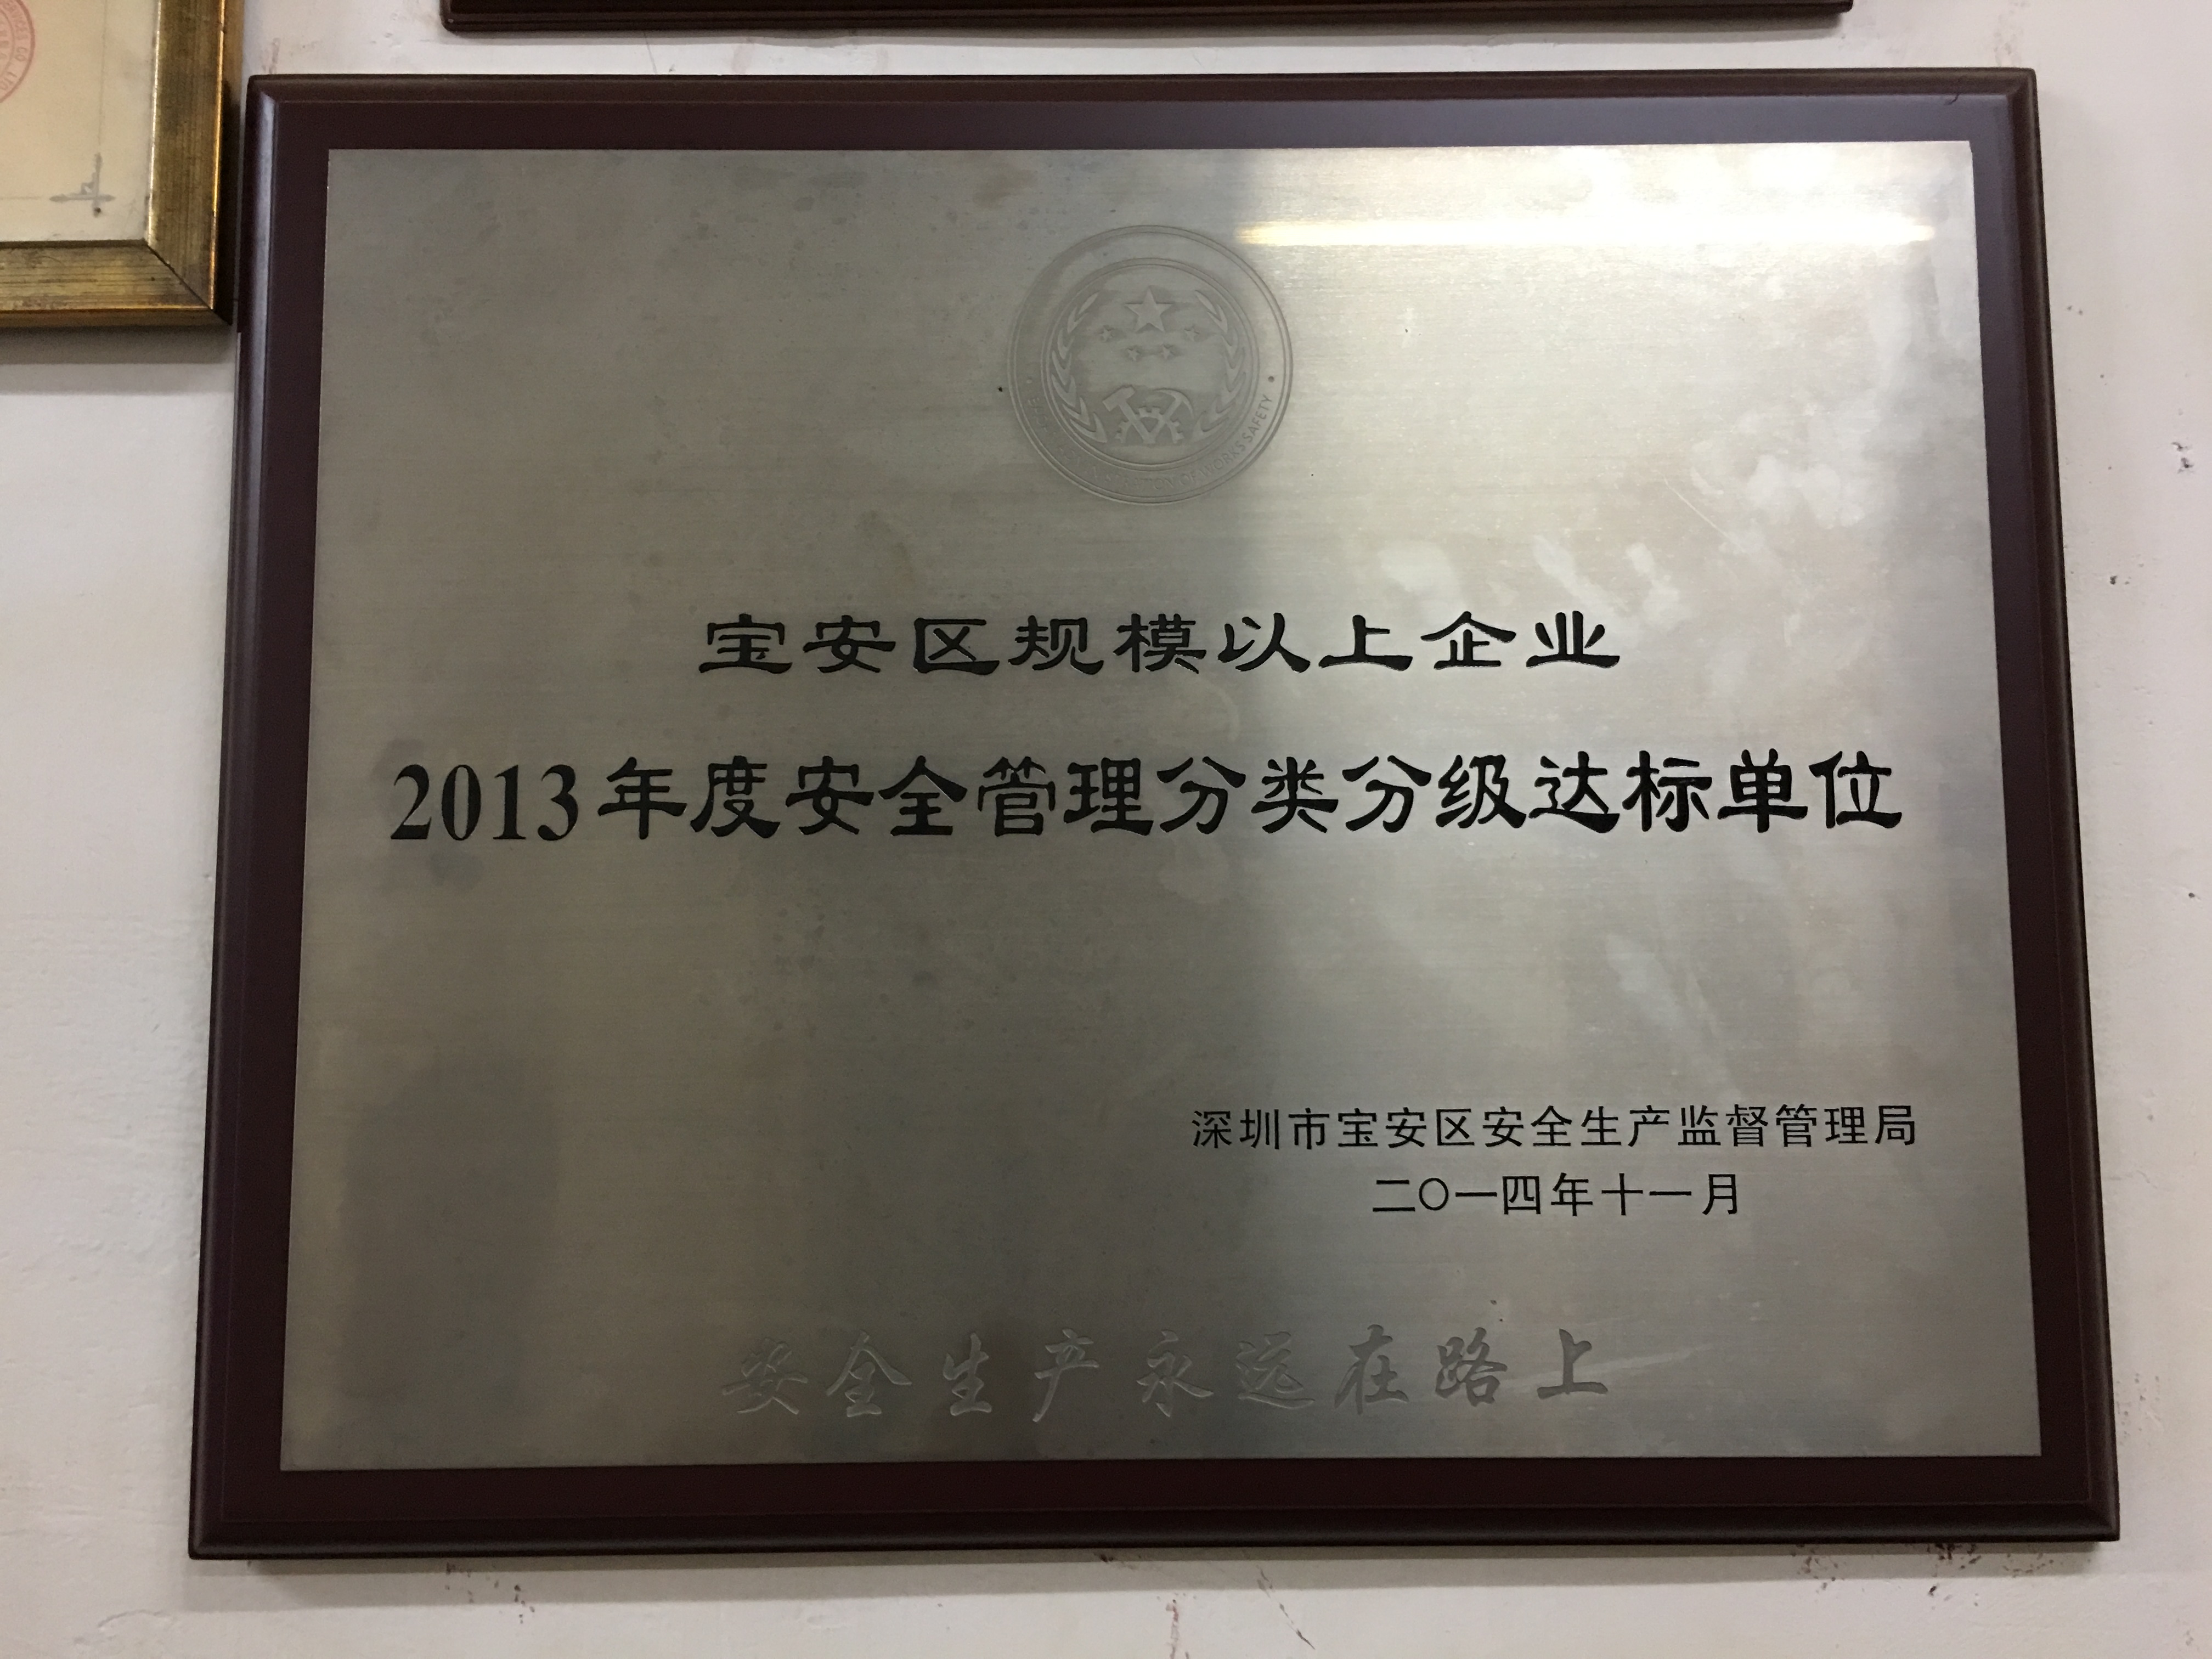 OF WORKS SAFETY
宝安区规模以上企业
2013年度安全管理分类分级达标单位
深圳市宝安区安全生产监督管理局
二〇一四年十一月
安全生产永远在路上